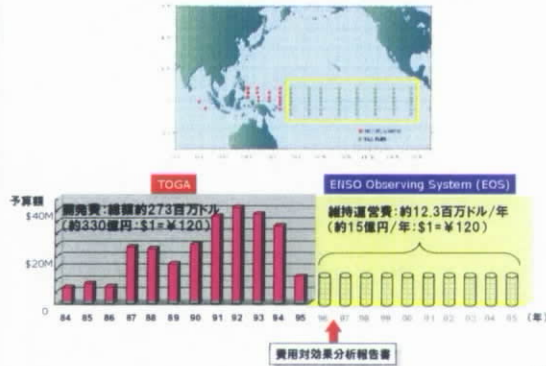 TOGA
ENSO Observing System (EOS)
予算額
$40M
$20M
0
開発費:総額約273百万ドル
(約330億円:$1=¥120)
維持運営費:約12.3百万ドル/年
(約15億円/年:$1=¥120)
84 85 86 87 88 89 90 91 92 93 94 95 96 97 98 99 00 01 02 03 04 05 (年)
費用対効果分析報告書